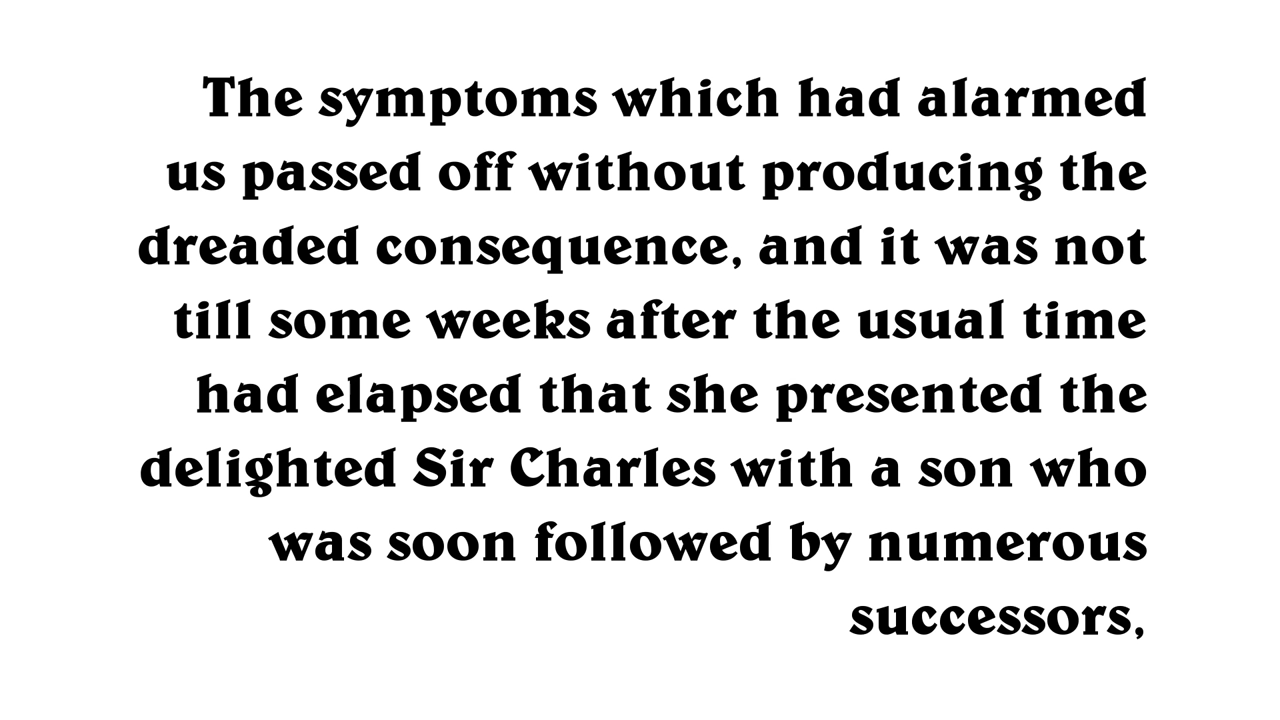 The symptoms which had alarmed
us passed off without producing the
dreaded consequence, and it was not
till some weeks after the usual time
had elapsed that she presented the
delighted Sir Charles with a son who
was soon followed by numerous
successors,